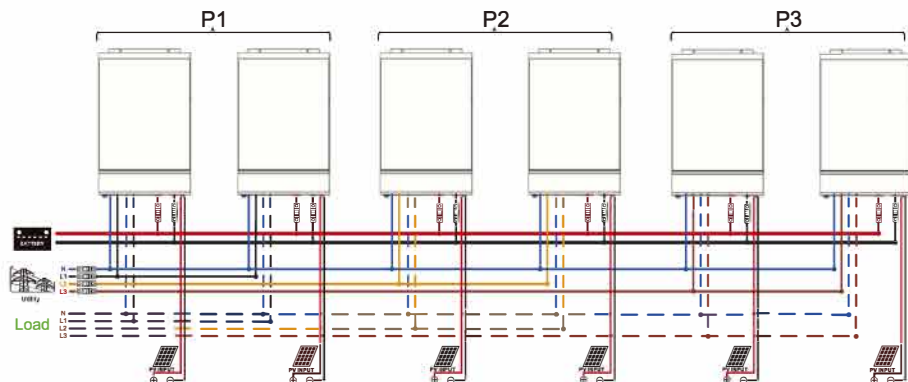 P1 P2 P3
BATTERY
N
L1
L2
L3
Utility
Load
N
L1
L2
L3
PV INPUT PV INPUT PV INPUT PV INPUT PV INPUT PV INPUT